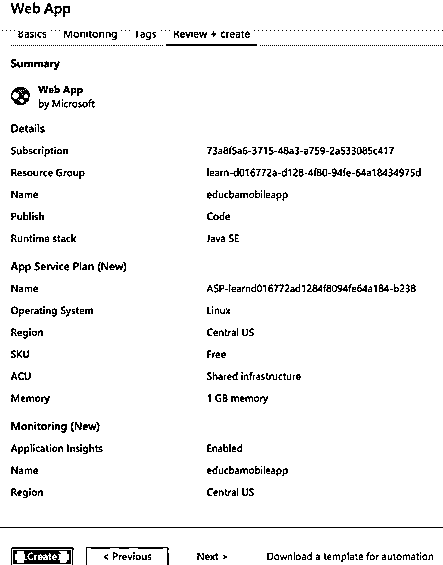 Web App
Basics Monitoring Tags Review + create
Summary
Web App
by Microsoft
Details
Subscription 73a8f5a6-3715-48a3-a759-2a533085c417
Resource Group learn-d016772a-d128-4f80-94fe-64a18434975d
Name educbamobileapp
Publish Code
Runtime stack Java SE
App Service Plan (New)
Name ASP-learnd016772ad1284f8094fe64a184-b238
Operating System Linux
Region Central US
SKU Free
ACU Shared infrastructure
Memory 1 GB memory
Monitoring (New)
Application Insights Enabled
Name educbamobileapp
Region Central US
Create < Previous Next > Download a template for automation